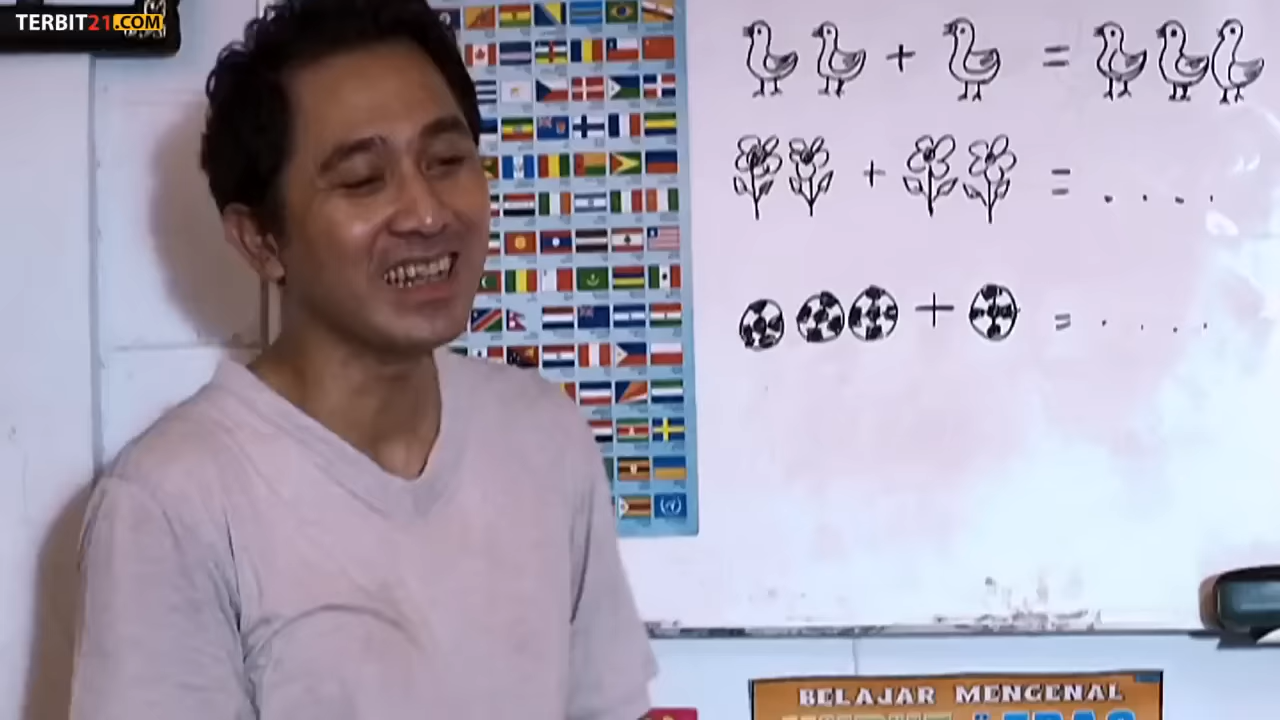 TERBIT21.COM
+ =
+ = ....
+ = ....
BELAJAR MENGENAL